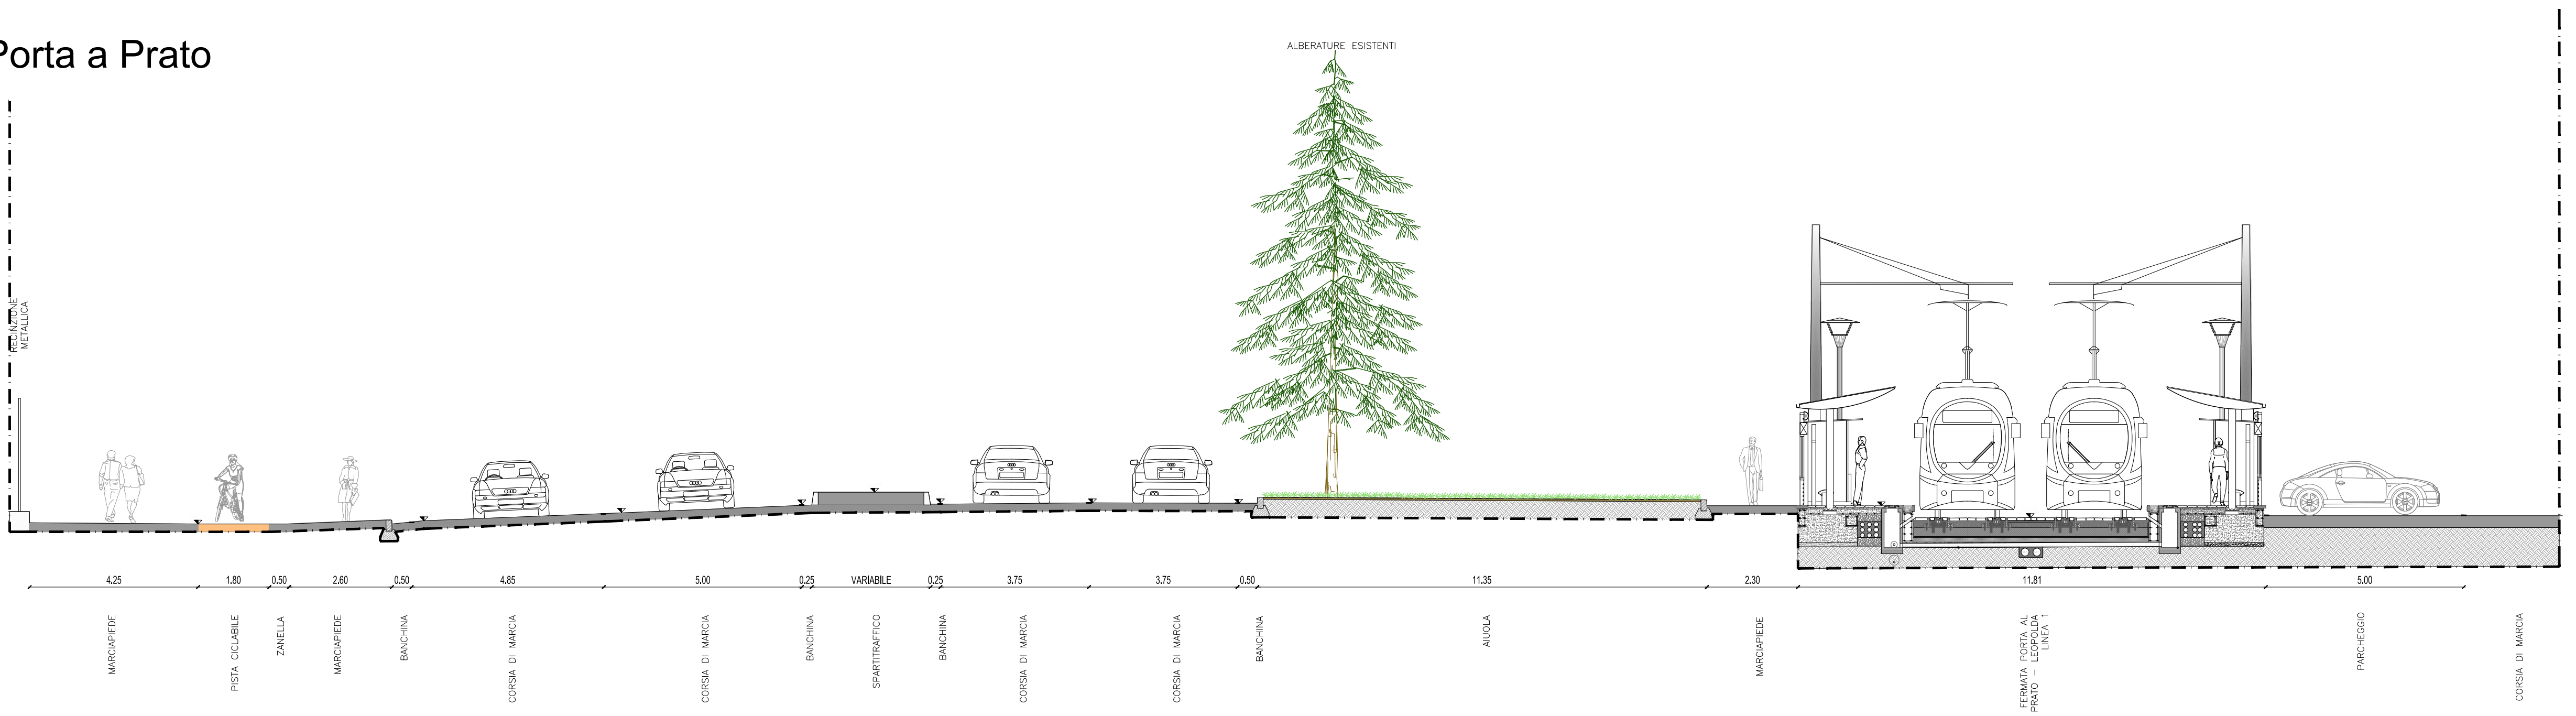 Porta a Prato
ALBERATURE ESISTENTI
RECINZIONE
METALLICA
4.25
1.80
0.50
2.60
0.50
4.85
5.00
0.25
VARIABILE
0.25
3.75
3.75
0.50
11.35
2.30
11.81
5.00
MARCIAPIEDE
PISTA CICLABILE
ZANELLA
MARCIAPIEDE
BANCHINA
CORSIA DI MARCIA
CORSIA DI MARCIA
BANCHINA
SPARTITRAFFICO
BANCHINA
CORSIA DI MARCIA
CORSIA DI MARCIA
BANCHINA
AIUOLA
MARCIAPIEDE
FERMATA PORTA AL
PRATO - LEOPOLDA
LINEA 1
PARCHEGGIO
CORSIA DI MARCIA